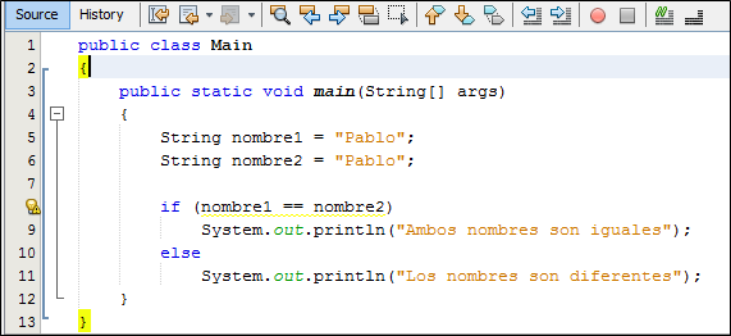 Source History
1 public class Main
2 {
3 public static void main(String[] args)
4 {
5 String nombre1 = "Pablo";
6 String nombre2 = "Pablo";
7
if (nombre1 == nombre2)
9 System.out.println("Ambos nombres son iguales");
10 else
11 System.out.println("Los nombres son diferentes");
12 }
13 }